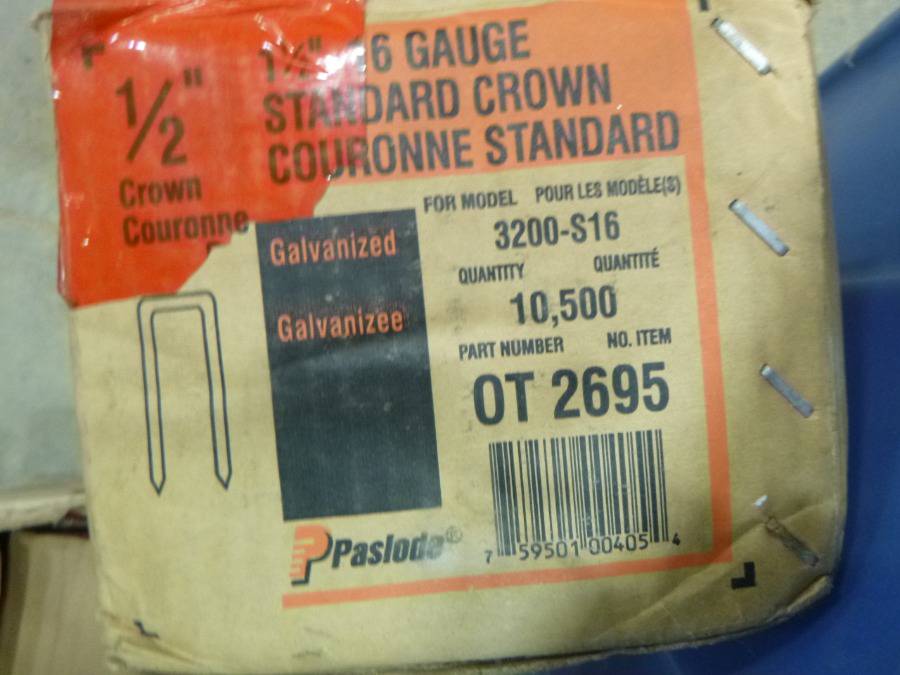 1/2"
Crown
Couronne
16 GAUGE
STANDARD CROWN
COURONNE STANDARD
FOR MODEL POUR LES MODÈLE(S)
3200-S16
QUANTITY QUANTITÉ
10,500
PART NUMBER NO. ITEM
OT 2695
Galvanized
Galvanizee
Paslode®
7 59501 00405 4